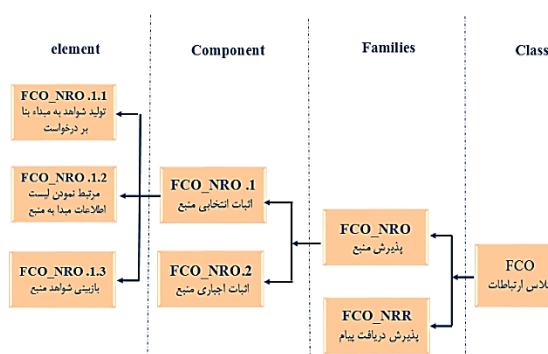 element
Component
Families
Class
FCO_NRO .1.1
تولید شواهد به مبداء بنا
بر درخواست
FCO_NRO .1.2
مرتبط نمودن لیست
اطلاعات مبدا به منبع
FCO_NRO .1.3
بازبینی شواهد منبع
FCO_NRO .1
اثبات انتخابی منبع
FCO_NRO.2
اثبات اجباری منبع
FCO_NRO
پذیرش منبع
FCO_NRR
پذیرش دریافت پیام
FCO
کلاس ارتباطات